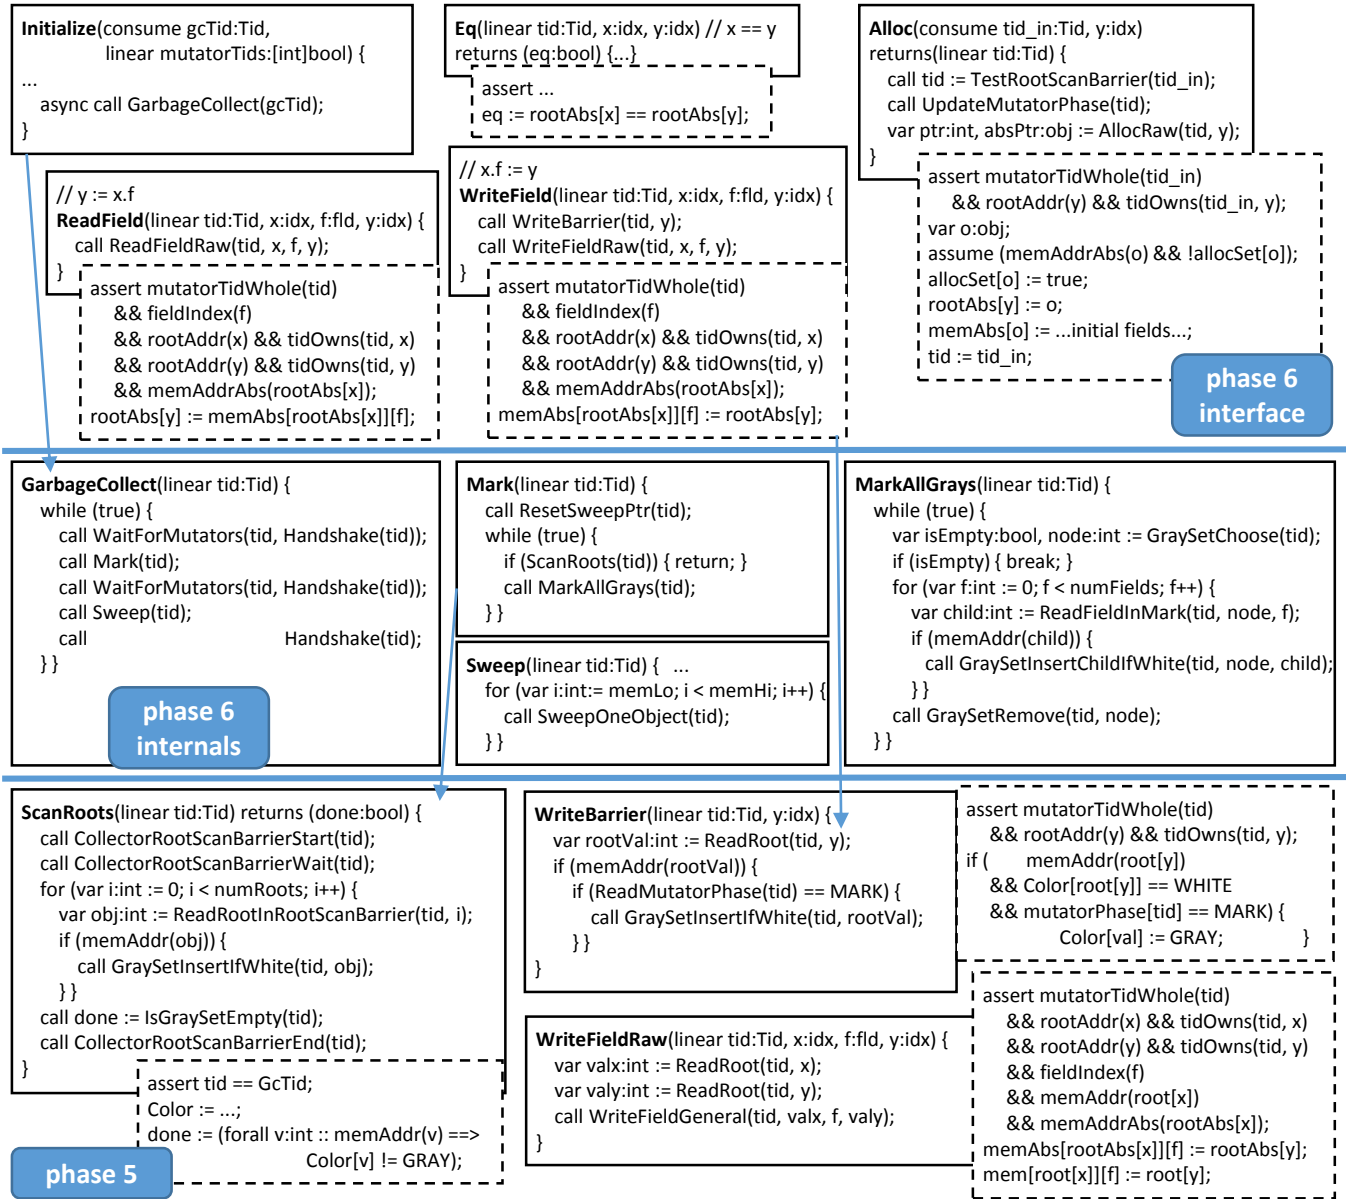 Initialize(consume gcTid:Tid,
linear mutatorTids:[int]bool) {
...
async call GarbageCollect(gcTid);
}
Eq(linear tid:Tid, x:idx, y:idx) // x == y
returns (eq:bool) {...}
assert ...
eq := rootAbs[x] == rootAbs[y];
Alloc(consume tid_in:Tid, y:idx)
returns(linear tid:Tid) {
call tid := TestRootScanBarrier(tid_in);
call UpdateMutatorPhase(tid);
var ptr:int, absPtr:obj := AllocRaw(tid, y);
}
assert mutatorTidWhole(tid_in)
&& rootAddr(y) && tidOwns(tid_in, y);
var o:obj;
assume (memAddrAbs(o) && !allocSet[o]);
allocSet[o] := true;
rootAbs[y] := o;
memAbs[o] := ...initial fields...;
tid := tid_in;
// y := x.f
ReadField(linear tid:Tid, x:idx, f:fld, y:idx) {
call ReadFieldRaw(tid, x, f, y);
}
assert mutatorTidWhole(tid)
&& fieldIndex(f)
&& rootAddr(x) && tidOwns(tid, x)
&& rootAddr(y) && tidOwns(tid, y)
&& memAddrAbs(rootAbs[x]);
rootAbs[y] := memAbs[rootAbs[x]][f];
// x.f := y
WriteField(linear tid:Tid, x:idx, f:fld, y:idx) {
call WriteBarrier(tid, y);
call WriteFieldRaw(tid, x, f, y);
}
assert mutatorTidWhole(tid)
&& fieldIndex(f)
&& rootAddr(x) && tidOwns(tid, x)
&& rootAddr(y) && tidOwns(tid, y)
&& memAddrAbs(rootAbs[x]);
memAbs[rootAbs[x]][f] := rootAbs[y];
phase 6
interface
GarbageCollect(linear tid:Tid) {
while (true) {
call WaitForMutators(tid, Handshake(tid));
call Mark(tid);
call WaitForMutators(tid, Handshake(tid));
call Sweep(tid);
call Handshake(tid);
} }
phase 6
internals
Mark(linear tid:Tid) {
call ResetSweepPtr(tid);
while (true) {
if (ScanRoots(tid)) { return; }
call MarkAllGrays(tid);
} }
Sweep(linear tid:Tid) { ...
for (var i:int:= memLo; i < memHi; i++) {
call SweepOneObject(tid);
} }
MarkAllGrays(linear tid:Tid) {
while (true) {
var isEmpty:bool, node:int := GraySetChoose(tid);
if (isEmpty) { break; }
for (var f:int := 0; f < numFields; f++) {
var child:int := ReadFieldInMark(tid, node, f);
if (memAddr(child)) {
call GraySetInsertChildIfWhite(tid, node, child);
} }
call GraySetRemove(tid, node);
} }
ScanRoots(linear tid:Tid) returns (done:bool) {
call CollectorRootScanBarrierStart(tid);
call CollectorRootScanBarrierWait(tid);
for (var i:int := 0; i < numRoots; i++) {
var obj:int := ReadRootInRootScanBarrier(tid, i);
if (memAddr(obj)) {
call GraySetInsertIfWhite(tid, obj);
} }
call done := IsGraySetEmpty(tid);
call CollectorRootScanBarrierEnd(tid);
}
assert tid == GcTid;
Color := ...;
done := (forall v:int :: memAddr(v) ==>
Color[v] != GRAY);
phase 5
WriteBarrier(linear tid:Tid, y:idx) {
var rootVal:int := ReadRoot(tid, y);
if (memAddr(rootVal)) {
if (ReadMutatorPhase(tid) == MARK) {
call GraySetInsertIfWhite(tid, rootVal);
} }
}
assert mutatorTidWhole(tid)
&& rootAddr(y) && tidOwns(tid, y);
if ( memAddr(root[y])
&& Color[root[y]] == WHITE
&& mutatorPhase[tid] == MARK) {
Color[val] := GRAY; }
WriteFieldRaw(linear tid:Tid, x:idx, f:fld, y:idx) {
var valx:int := ReadRoot(tid, x);
var valy:int := ReadRoot(tid, y);
call WriteFieldGeneral(tid, valx, f, valy);
}
assert mutatorTidWhole(tid)
&& rootAddr(x) && tidOwns(tid, x)
&& rootAddr(y) && tidOwns(tid, y)
&& fieldIndex(f)
&& memAddr(root[x])
&& memAddrAbs(rootAbs[x]);
memAbs[rootAbs[x]][f] := rootAbs[y];
mem[root[x]][f] := root[y];